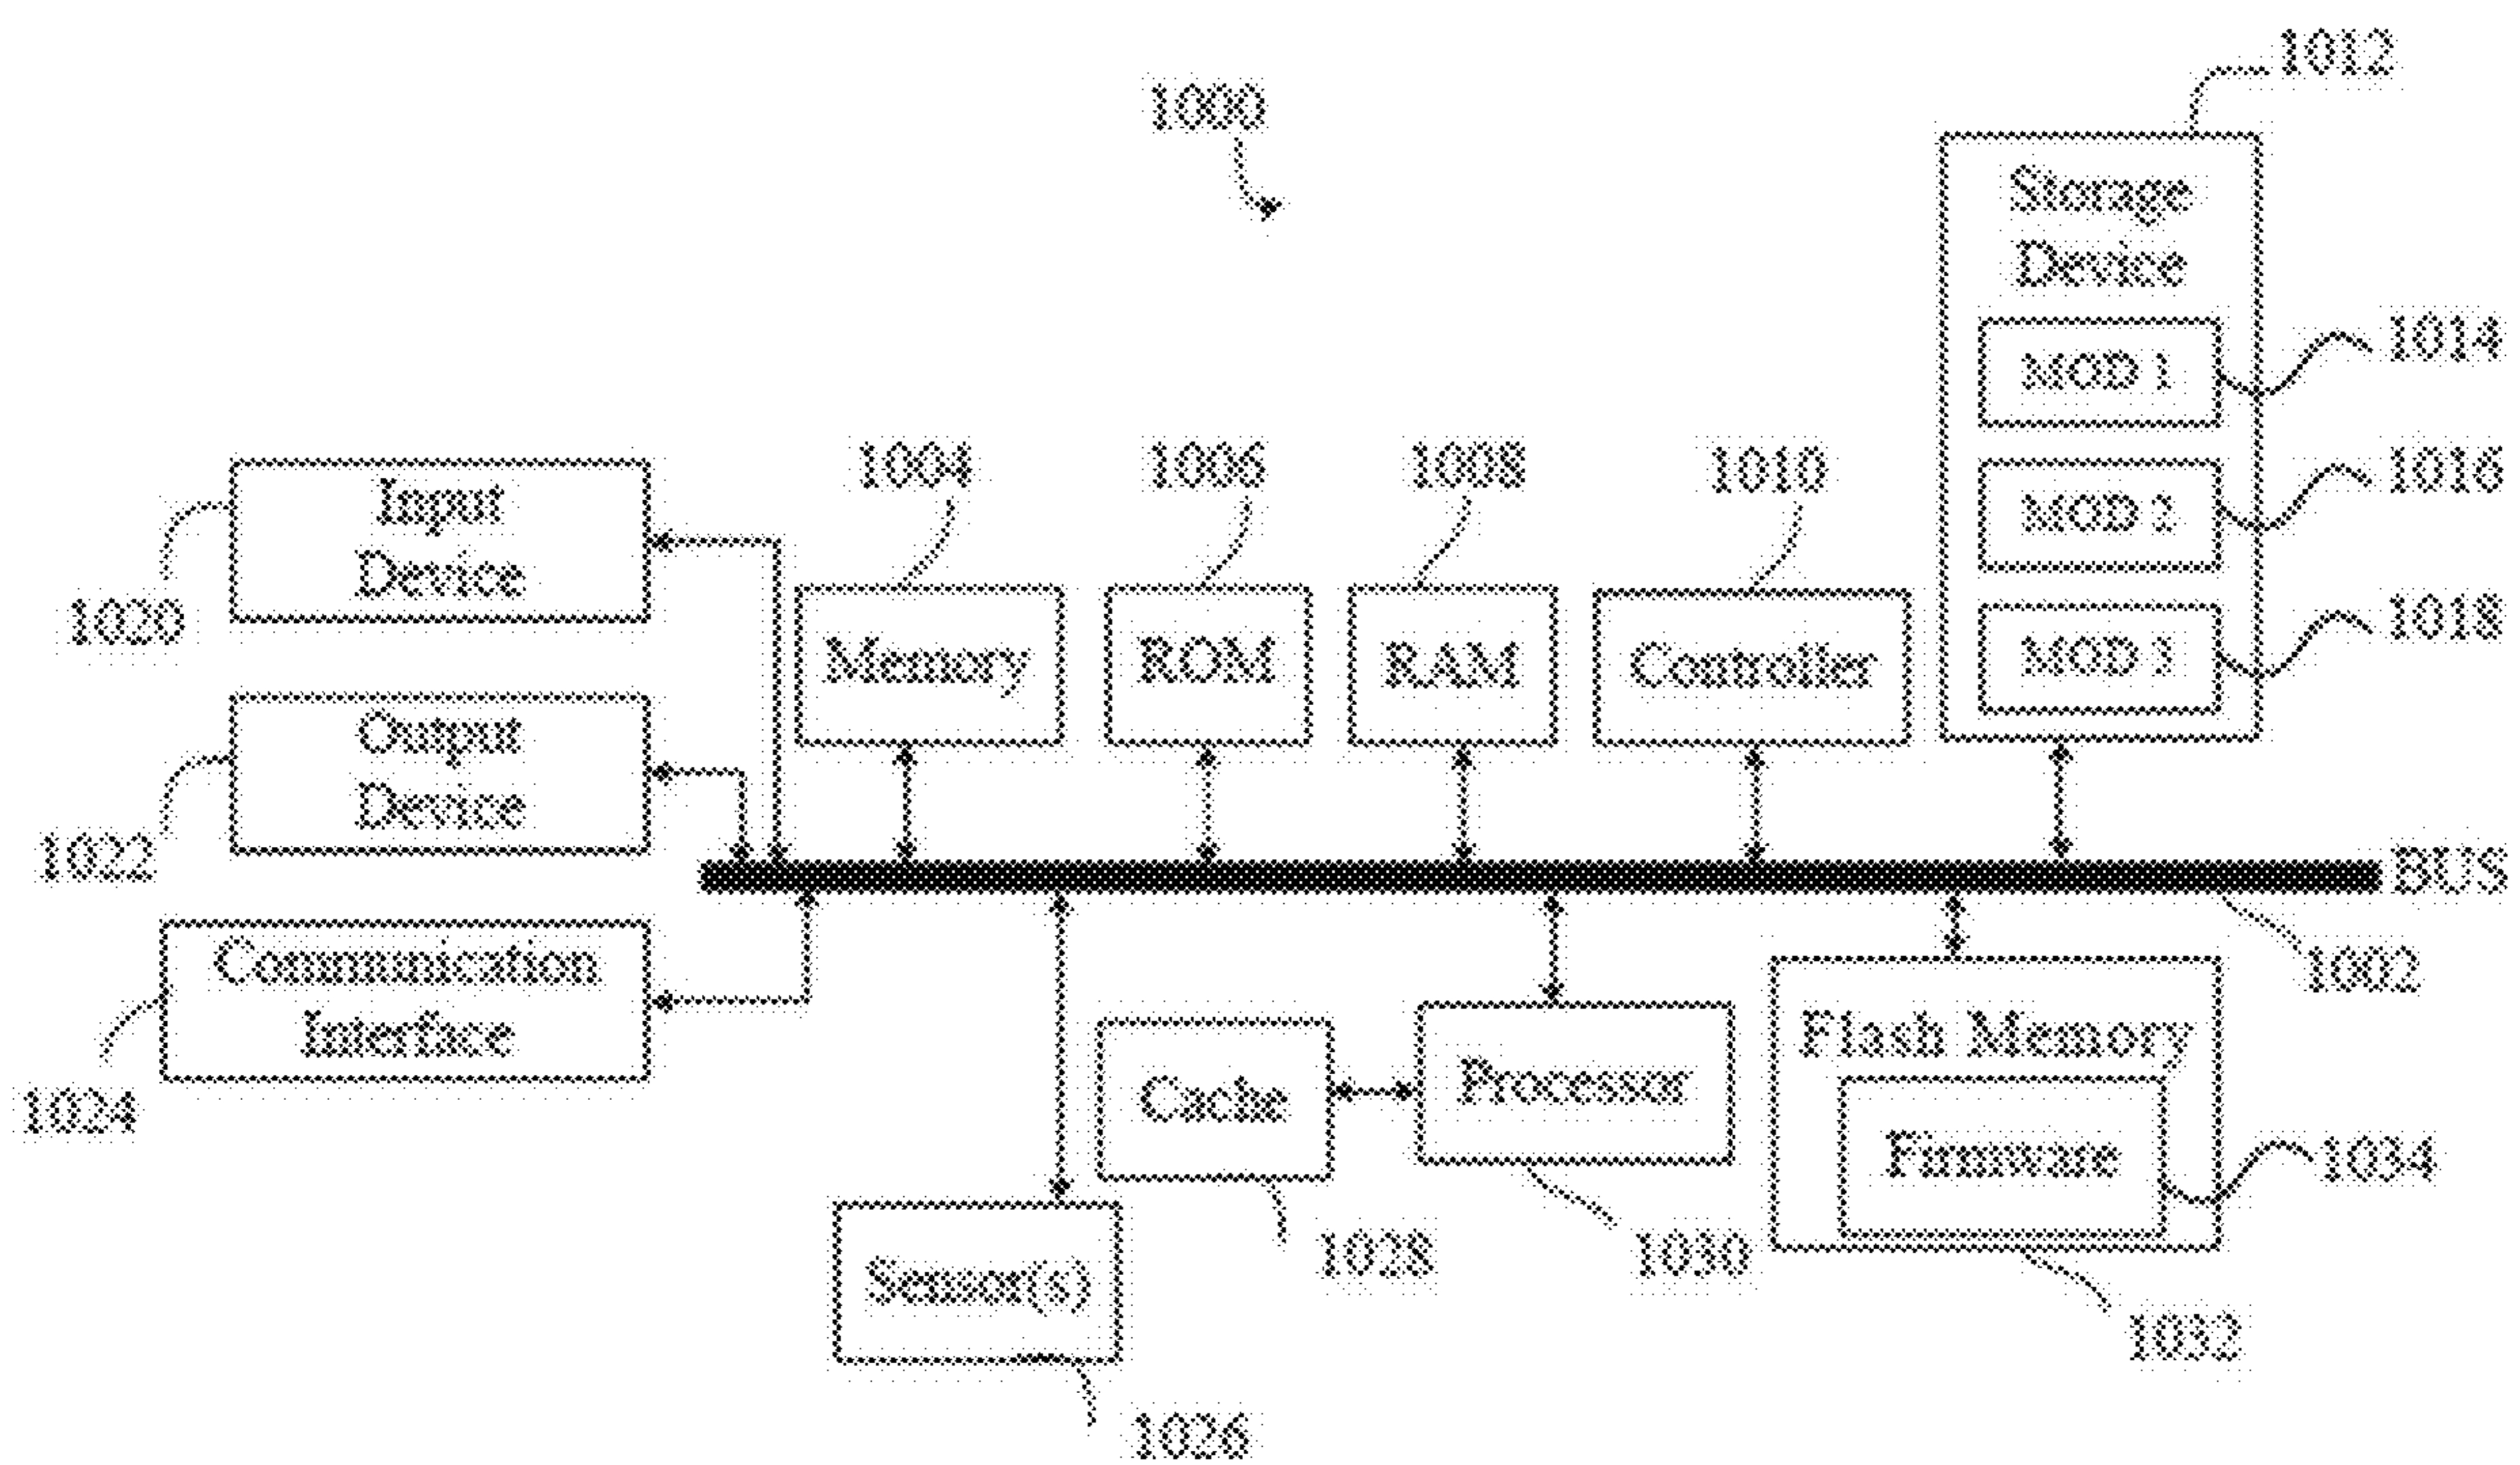 1012
1000
Storage
Device
MOD 1
1014
MOD 2
1016
MOD 3
1018
1004
1006
1008
1010
Input
Device
1020
Memory
ROM
RAM
Controller
Output
Device
1022
BUS
1002
Communication
Interface
1024
Cache
1028
Processor
1030
Flash Memory
Firmware
1034
1032
Sensor(s)
1026